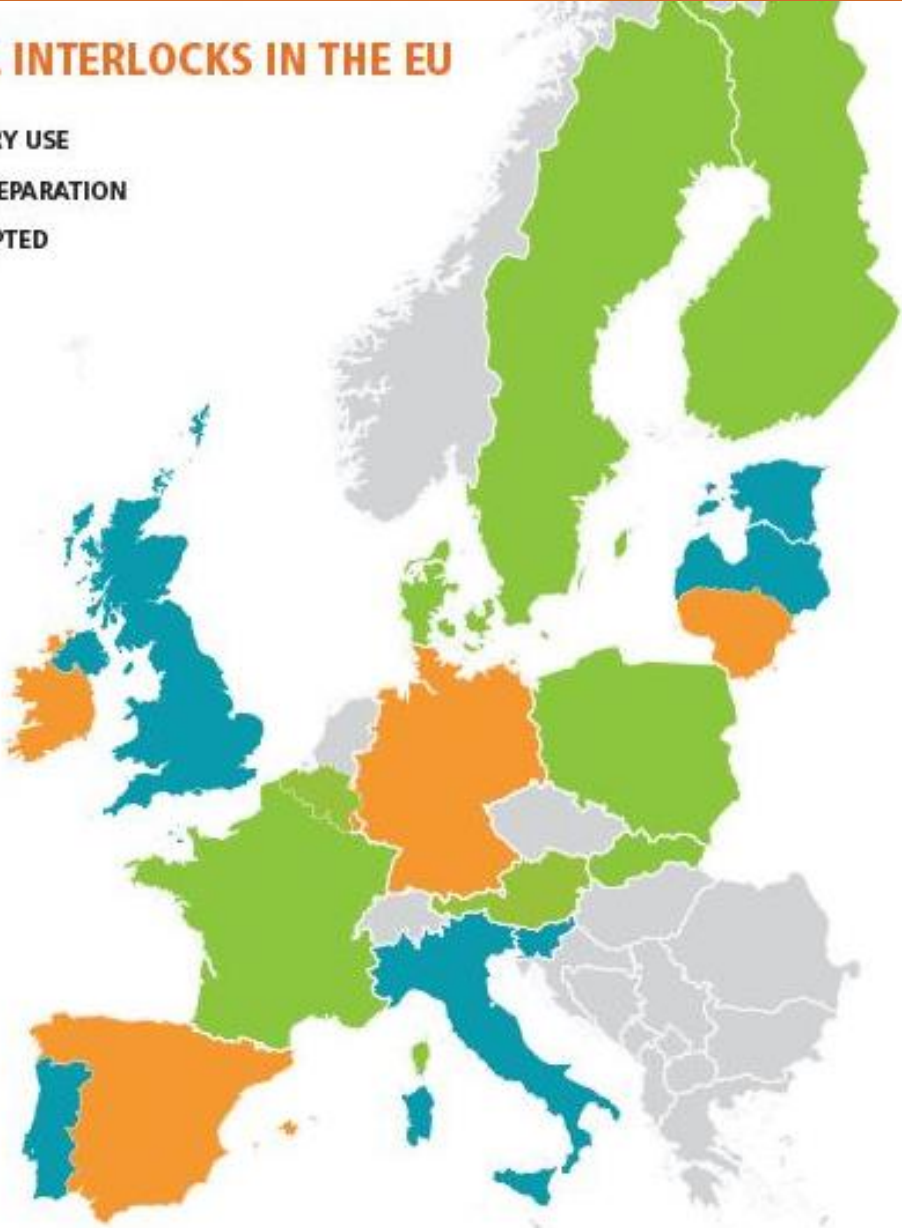 INTERLOCKS IN THE EU
RY USE
EPARATION
PTED